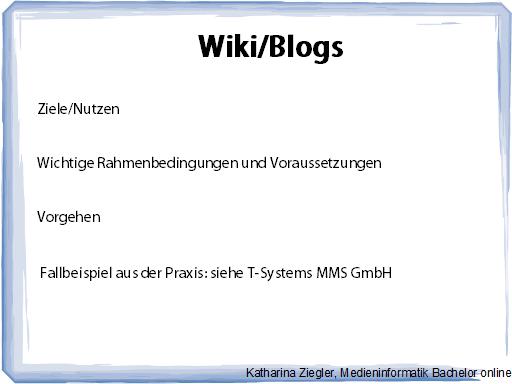 Wiki/Blogs
Ziele/Nutzen
Wichtige Rahmenbedingungen und Voraussetzungen
Vorgehen
Fallbeispiel aus der Praxis: siehe T-Systems MMS GmbH
Katharina Ziegler, Medieninformatik Bachelor online